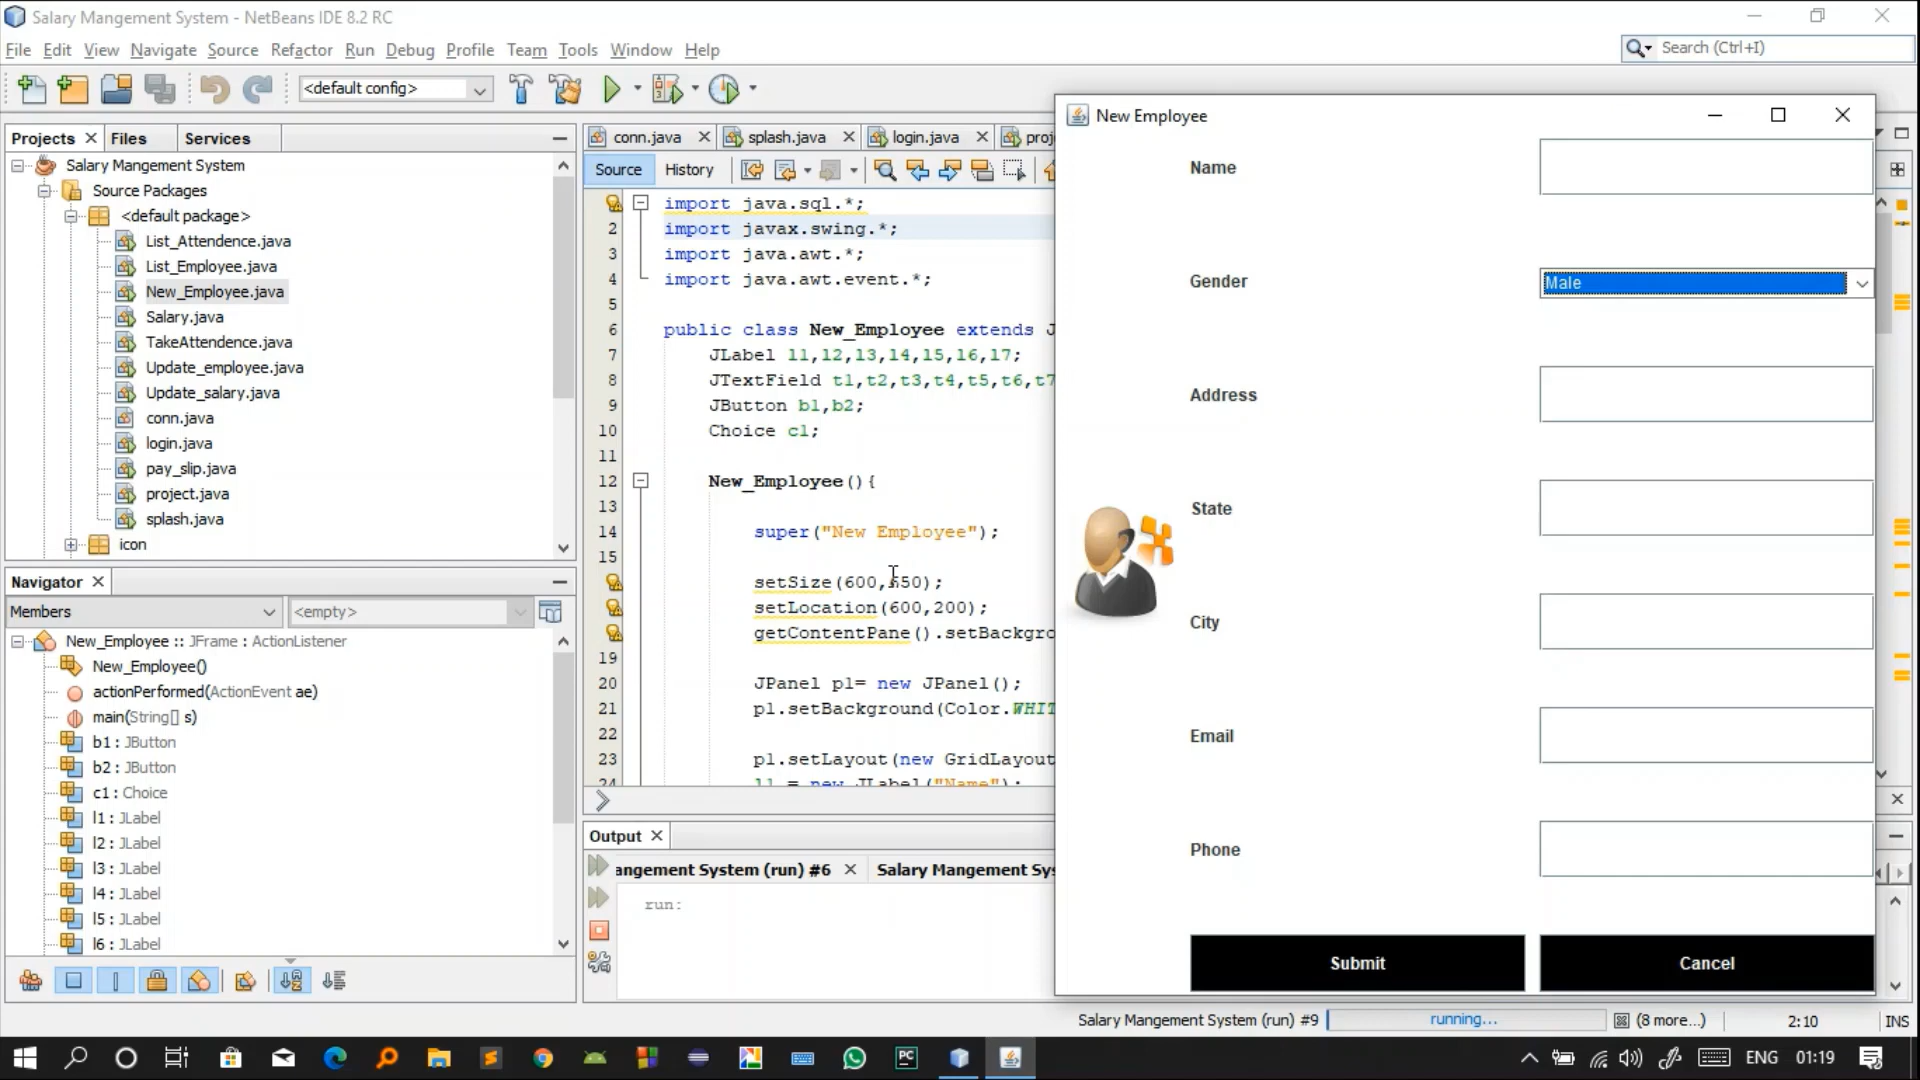 Salary Mangement System - NetBeans IDE 8.2 RC
File Edit View Navigate Source Refactor Run Debug Profile Team Tools Window Help
Search (Ctrl+I)
<default config>
Projects Files Services
Salary Mangement System
Source Packages
<default package>
List_Attendence.java
List_Employee.java
New_Employee.java
Salary.java
TakeAttendence.java
Update_employee.java
Update_salary.java
conn.java
login.java
pay_slip.java
project.java
splash.java
icon
Navigator
Members
<empty>
New_Employee :: JFrame : ActionListener
New_Employee()
actionPerformed(ActionEvent ae)
main(String[] s)
b1 : JButton
b2 : JButton
c1 : Choice
l1 : JLabel
l2 : JLabel
l3 : JLabel
l4 : JLabel
l5 : JLabel
l6 : JLabel
conn.java splash.java login.java proj
Source History
import java.sql.*;
2 import javax.swing.*;
3 import java.awt.*;
4 import java.awt.event.*;
5
6 public class New_Employee extends J
7 JLabel l1,l2,l3,l4,l5,l6,l7;
8 JTextField t1,t2,t3,t4,t5,t6,t7
9 JButton b1,b2;
10 Choice c1;
11
12 New_Employee(){
13
14 super("New Employee");
15
setSize(600,650);
setLocation(600,200);
getContentPane().setBackgro
19
20 JPanel p1= new JPanel();
21 p1.setBackground(Color.WHIT
22
23 p1.setLayout(new GridLayout
24 l1 = new JLabel("Name");
Output
angement System (run) #6 Salary Mangement Sys
run:
New Employee
Name
Gender
Male
Address
State
City
Email
Phone
Submit
Cancel
Salary Mangement System (run) #9 running... (8 more...) 2:10 INS
PC
ENG 01:19